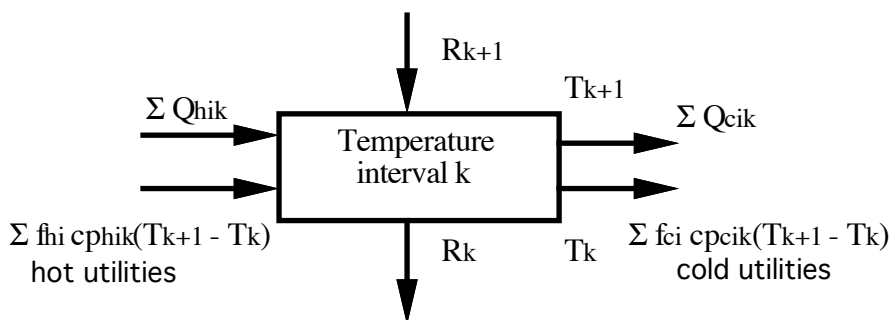 Rk+1
Tk+1
Σ Qhik
Σ Qcik
Temperature
interval k
Σ fhi cphik(Tk+1 - Tk)
hot utilities
Rk
Tk
Σ fci cpcik(Tk+1 - Tk)
cold utilities